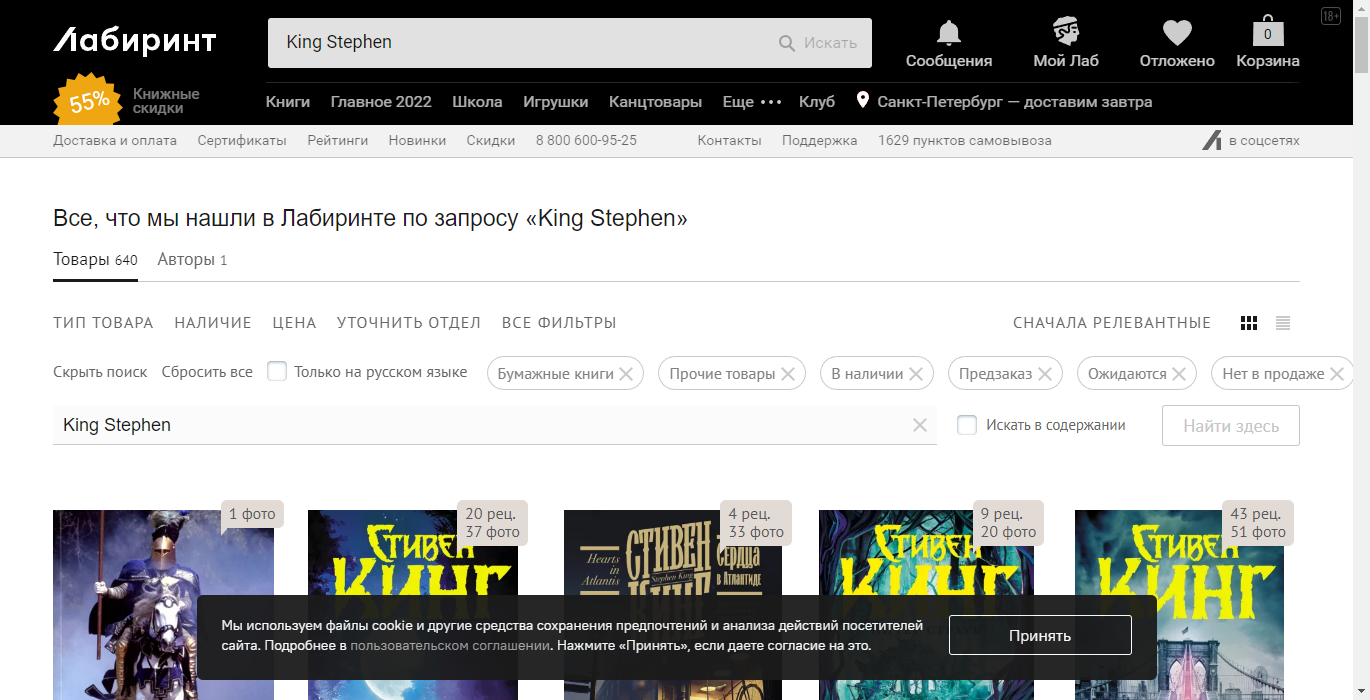 18+
Лабиринт
King Stephen
Искать
Сообщения
Мой Лаб
Отложено
0
Корзина
55%
Книжные
скидки
Книги Главное 2022 Школа Игрушки Канцтовары Еще ••• Клуб Санкт-Петербург — доставим завтра
Доставка и оплата Сертификаты Рейтинги Новинки Скидки 8 800 600-95-25 Контакты Поддержка 1629 пунктов самовывоза в соцсетях
Все, что мы нашли в Лабиринте по запросу «King Stephen»
Товары 640 Авторы 1
ТИП ТОВАРА НАЛИЧИЕ ЦЕНА УТОЧНИТЬ ОТДЕЛ ВСЕ ФИЛЬТРЫ СНАЧАЛА РЕЛЕВАНТНЫЕ
Скрыть поиск Сбросить все Только на русском языке Бумажные книги Прочие товары В наличии Предзаказ Ожидаются Нет в продаже
King Stephen
Искать в содержании
Найти здесь
1 фото
20 рец.
37 фото
СТИВЕН
КИНГ
4 рец.
33 фото
Hearts
in
Atlantis
СТИВЕН
Stephen King
КИНГ
Сердца
в Атлантиде
9 рец.
20 фото
СТИВЕН
КИНГ
43 рец.
51 фото
СТИВЕН
КИНГ
Мы используем файлы cookie и другие средства сохранения предпочтений и анализа действий посетителей
сайта. Подробнее в пользовательском соглашении. Нажмите «Принять», если даете согласие на это.
Принять